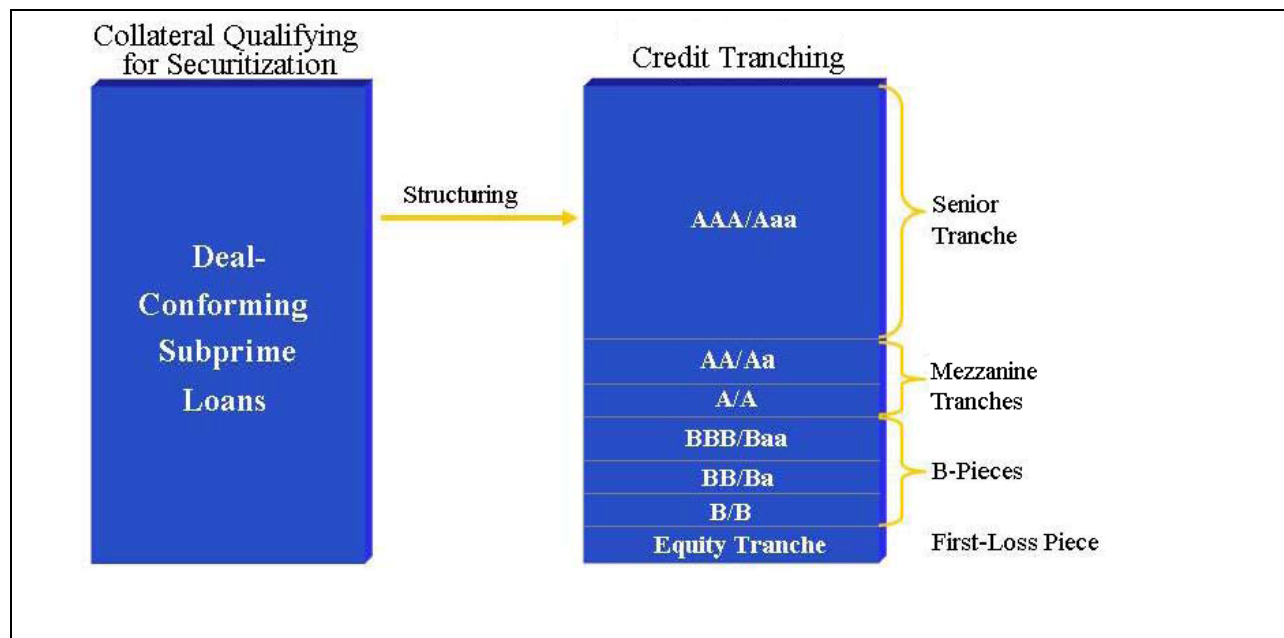 Collateral Qualifying
for Securitization
Credit Tranching
Deal-
Conforming
Subprime
Loans
Structuring
AAA/Aaa
Senior
Tranche
AA/Aa
A/A
Mezzanine
Tranches
BBB/Baa
BB/Ba
B/B
B-Pieces
Equity Tranche
First-Loss Piece